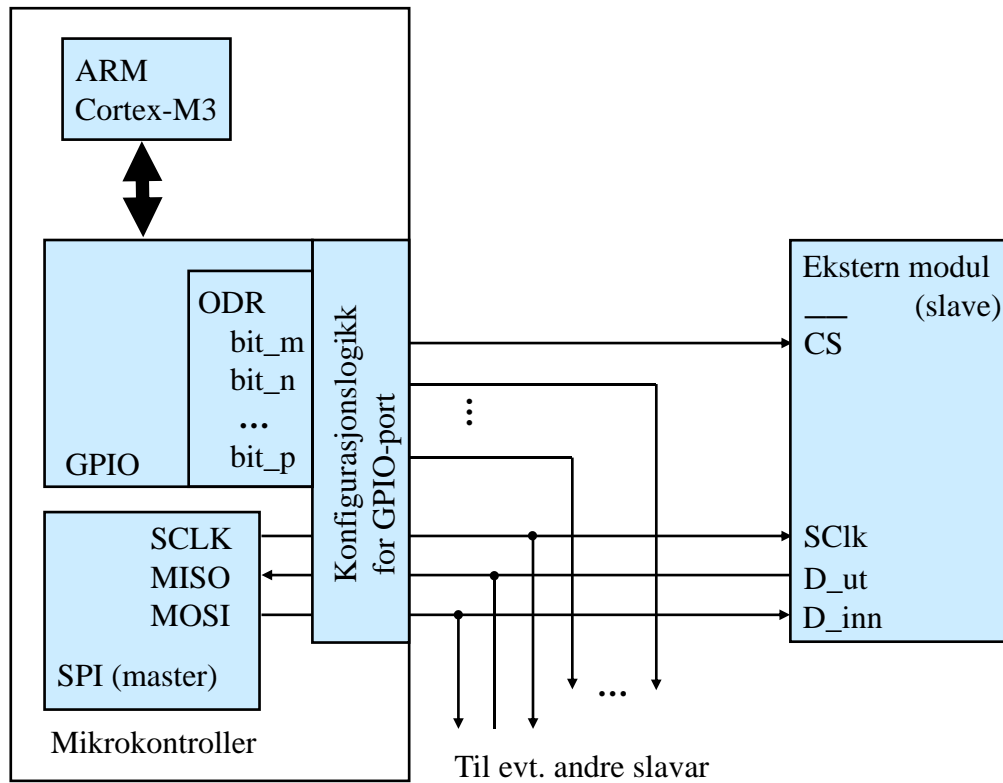 ARM
Cortex-M3
ODR
bit_m
bit_n
...
bit_p
GPIO
Konfigurasjonslogikk
for GPIO-port
...
SCLK
MISO
MOSI
SPI (master)
Mikrokontroller
Ekstern modul
(slave)
CS
SClk
D_ut
D_inn
...
Til evt. andre slavar